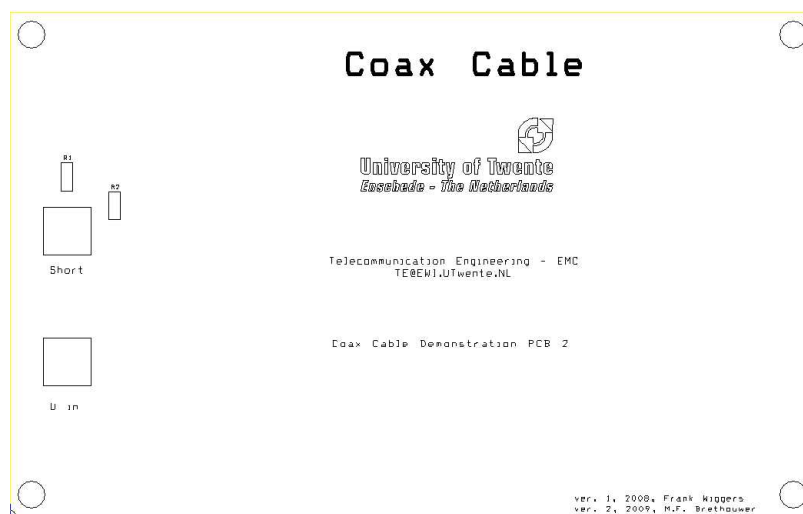 Coax Cable
University of Twente
Enschede - The Netherlands
R1
R2
Short
Telecommunication Engineering - EMC
TE@EWI.UTwente.NL
Coax Cable Demonstration PCB 2
U in
ver. 1, 2008, Frank Wiggers
ver. 2, 2009, M.F. Brethouwer